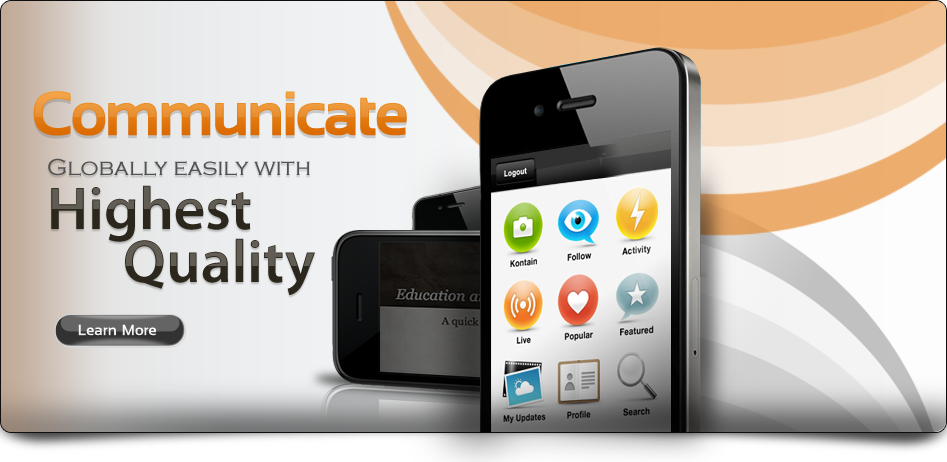 Communicate
Globally easily with
Highest
Quality
Learn More
Logout
Kontain
Follow
Activity
Live
Popular
Featured
My Updates
Profile
Search
Education
A quick